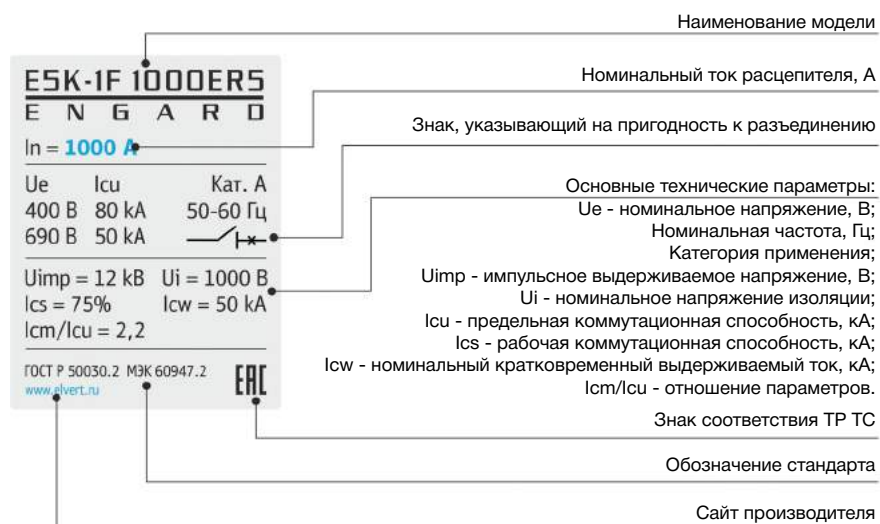 Наименование модели
E5K-1F 1000ER5
ENGARD
Номинальный ток расцепителя, А
In = 1000 А
Знак, указывающий на пригодность к разъединению
Ue Icu Кат. А
400 В 80 kA 50-60 Гц
690 В 50 kA
Uimp = 12 kВ Ui = 1000 В
Ics = 75% Icw = 50 kA
Icm/Icu = 2,2
ГОСТ Р 50030.2 МЭК 60947.2
www.elvert.ru
EAC
Основные технические параметры:
Ue - номинальное напряжение, В;
Номинальная частота, Гц;
Категория применения;
Uimp - импульсное выдерживаемое напряжение, В;
Ui - номинальное напряжение изоляции;
Icu - предельная коммутационная способность, кА;
Ics - рабочая коммутационная способность, кА;
Icw - номинальный кратковременный выдерживаемый ток, кА;
Icm/Icu - отношение параметров.
Знак соответствия ТР ТС
Обозначение стандарта
Сайт производителя